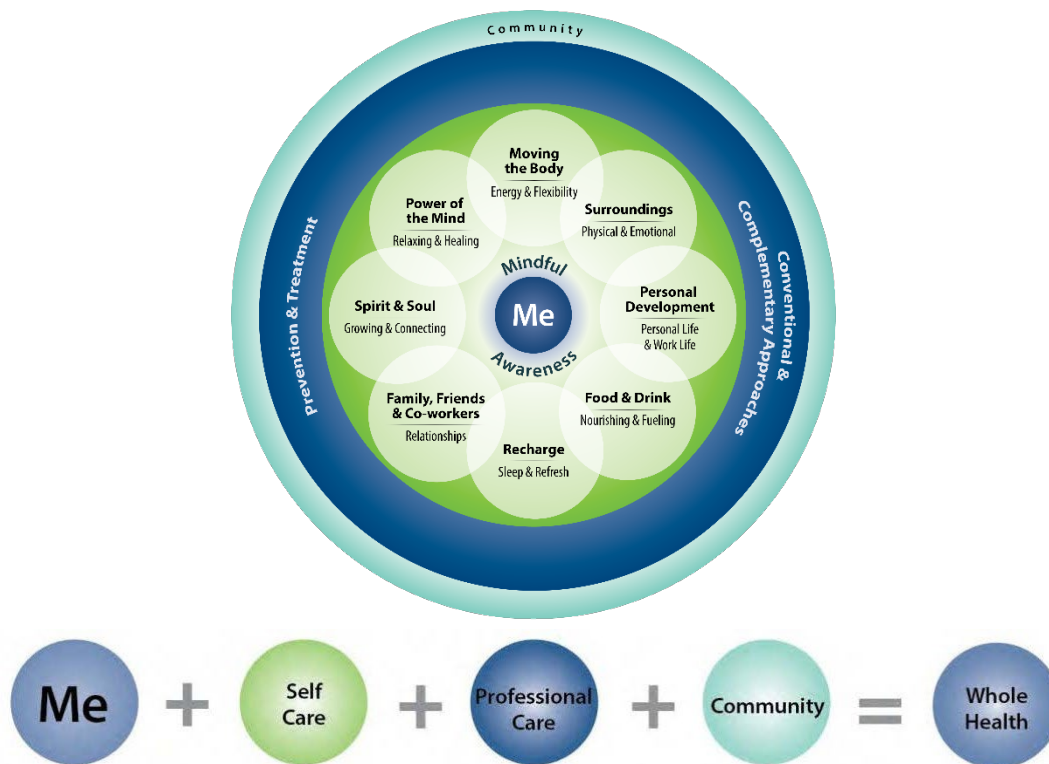 Community
Prevention & Treatment
Conventional &
Complementary Approaches
Moving
the Body
Energy & Flexibility
Surroundings
Physical & Emotional
Personal
Development
Personal Life
& Work Life
Food & Drink
Nourishing & Fueling
Recharge
Sleep & Refresh
Family, Friends
& Co-workers
Relationships
Spirit & Soul
Growing & Connecting
Power of
the Mind
Relaxing & Healing
Mindful
Me
Awareness
Me + Self Care + Professional Care + Community = Whole Health